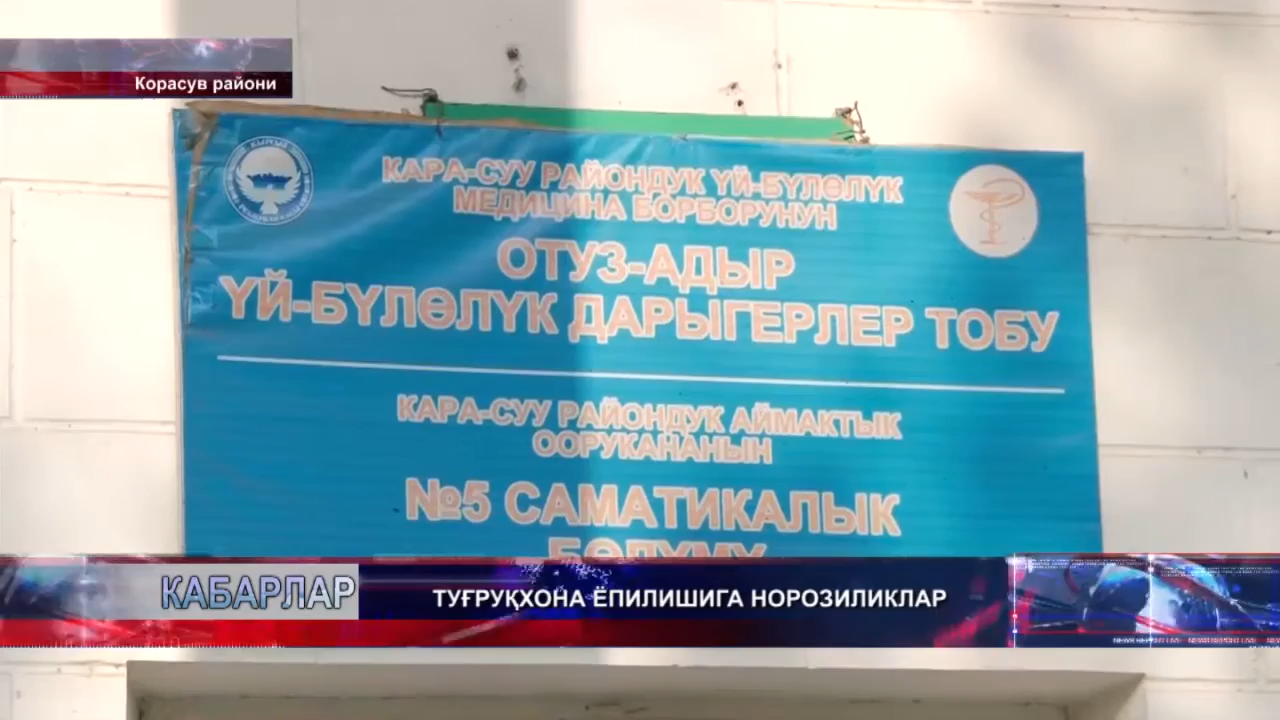 Корасув райони
КАРА-СУУ РАЙОНДУК ҮЙ-БҮЛӨЛҮК
МЕДИЦИНА БОРБОРУНУН
ОТУЗ-АДЫР
ҮЙ-БҮЛӨЛҮК ДАРЫГЕРЛЕР ТОБУ
КАРА-СУУ РАЙОНДУК АЙМАКТЫК
ООРУКАНАНЫН
№5 САМАТИКАЛЫК
БӨЛҮМҮ
КАБАРЛАР
ТУҒРУҚХОНА ЁПИЛИШИГА НОРОЗИЛИКЛАР